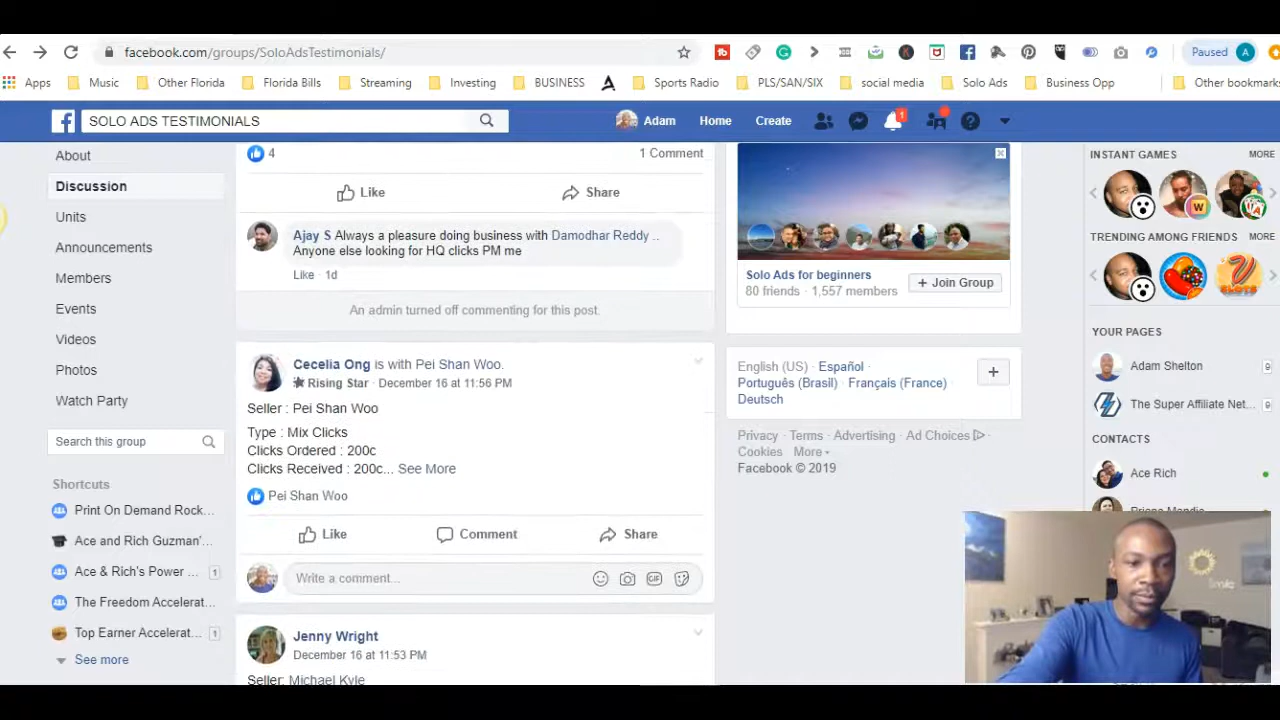 facebook.com/groups/SoloAdsTestimonials/
Paused A
Apps Music Other Florida Florida Bills Streaming Investing BUSINESS Sports Radio PLS/SAN/SIX social media Solo Ads Business Opp Other bookmarks
SOLO ADS TESTIMONIALS
Adam Home Create 1
About
Discussion
Units
Announcements
Members
Events
Videos
Photos
Watch Party
Search this group
Shortcuts
Print On Demand Rock...
Ace and Rich Guzman'...
Ace & Rich's Power ... 1
The Freedom Accelerat...
Top Earner Accelerat... 1
See more
4 1 Comment
Like Share
Ajay S Always a pleasure doing business with Damodhar Reddy ..
Anyone else looking for HQ clicks PM me
Like 1d
An admin turned off commenting for this post.
Cecelia Ong is with Pei Shan Woo.
Rising Star · December 16 at 11:56 PM
Seller : Pei Shan Woo
Type : Mix Clicks
Clicks Ordered : 200c
Clicks Received : 200c... See More
Pei Shan Woo
Like Comment Share
Write a comment...
GIF
Jenny Wright
December 16 at 11:53 PM
Seller: Michael Kyle
Solo Ads for beginners
80 friends · 1,557 members
+ Join Group
English (US) · Español ·
Português (Brasil) · Français (France) ·
Deutsch
Privacy · Terms · Advertising · Ad Choices ·
Cookies · More
Facebook © 2019
INSTANT GAMES MORE
TRENDING AMONG FRIENDS MORE
YOUR PAGES
Adam Shelton 9
The Super Affiliate Net... 9
CONTACTS
Ace Rich